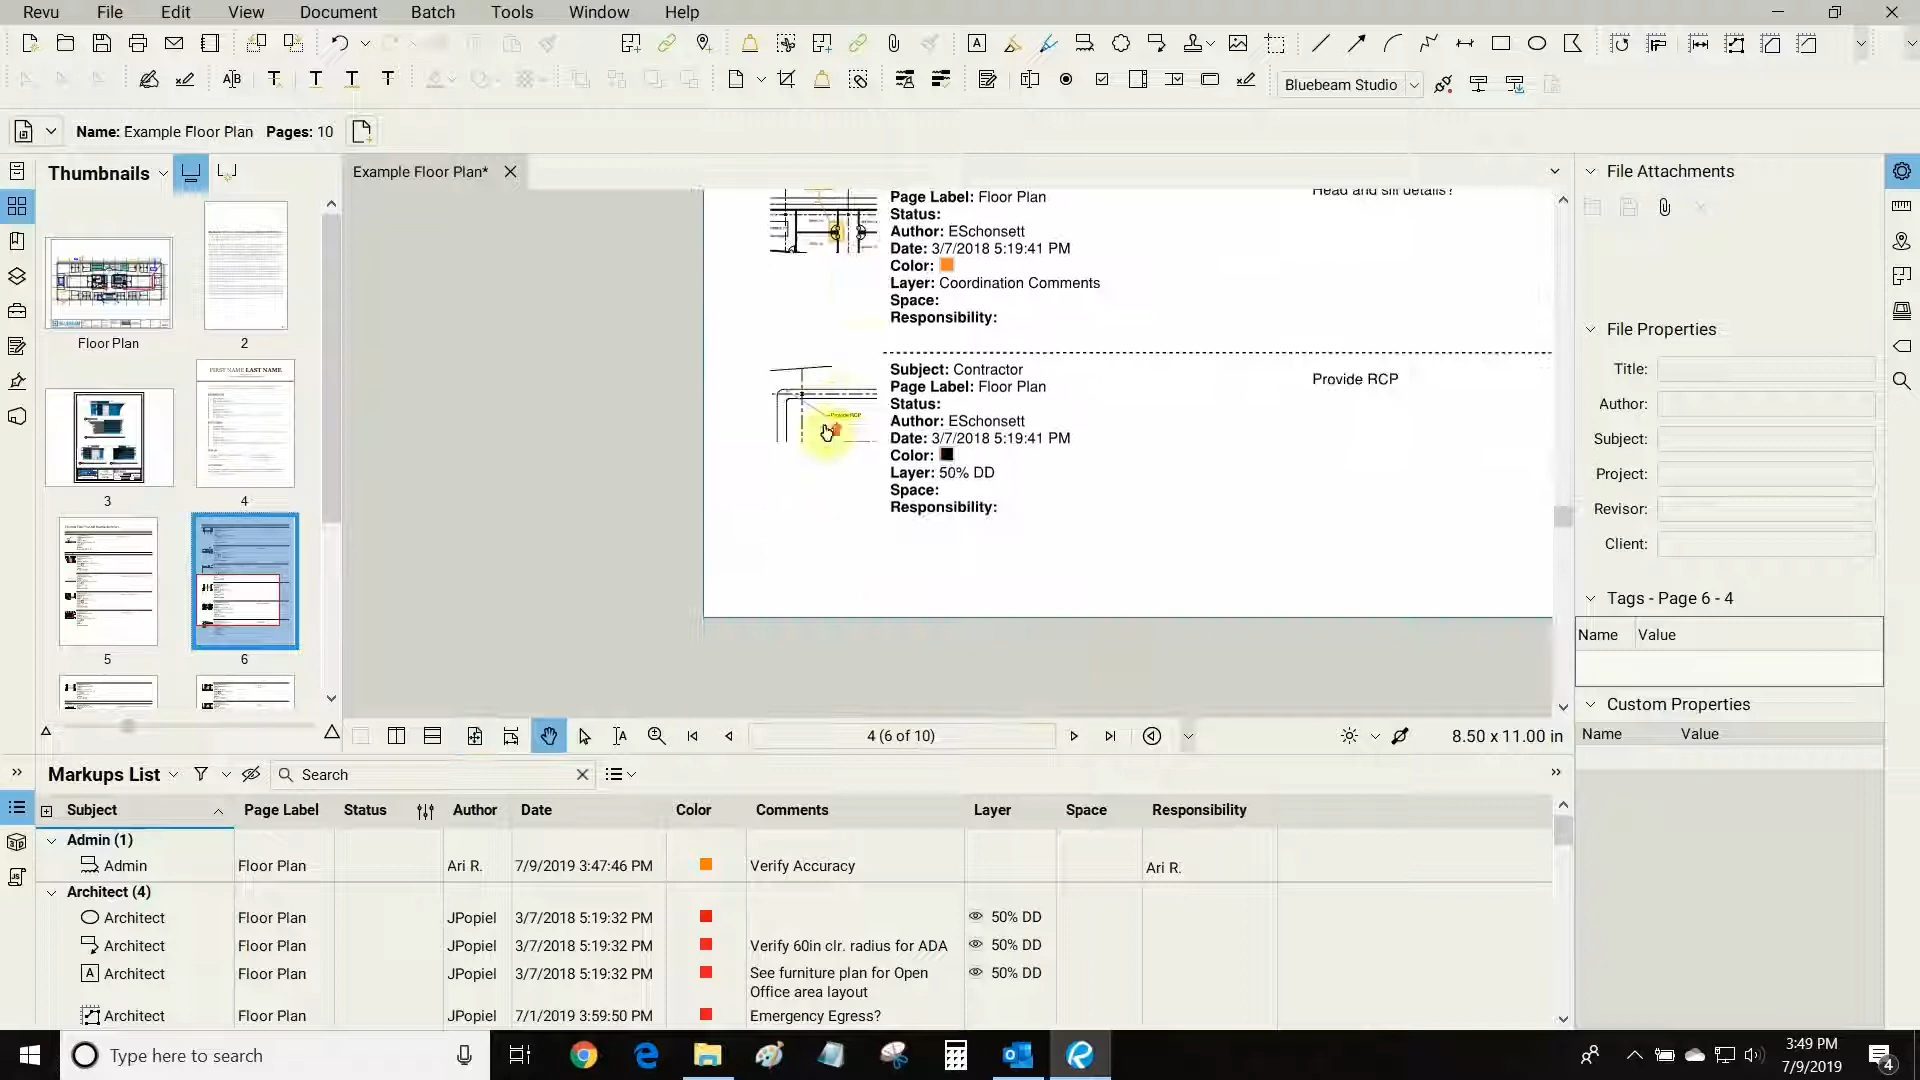 Revu File Edit View Document Batch Tools Window Help
Bluebeam Studio
Name: Example Floor Plan Pages: 10
Thumbnails
Floor Plan
2
FIRST NAME LAST NAME
3
4
5
6
Example Floor Plan*
Head and sill details?
Page Label: Floor Plan
Status:
Author: ESchonsett
Date: 3/7/2018 5:19:41 PM
Color:
Layer: Coordination Comments
Space:
Responsibility:
Subject: Contractor
Provide RCP
Page Label: Floor Plan
Status:
Provide RCP
Author: ESchonsett
Date: 3/7/2018 5:19:41 PM
Color:
Layer: 50% DD
Space:
Responsibility:
4 (6 of 10)
8.50 x 11.00 in
File Attachments
File Properties
Title:
Author:
Subject:
Project:
Revisor:
Client:
Tags - Page 6 - 4
Name Value
Custom Properties
Name Value
Markups List Search
Subject Page Label Status Author Date Color Comments Layer Space Responsibility
Admin (1)
Admin Floor Plan Ari R. 7/9/2019 3:47:46 PM Verify Accuracy Ari R.
Architect (4)
Architect Floor Plan JPopiel 3/7/2018 5:19:32 PM 50% DD
Architect Floor Plan JPopiel 3/7/2018 5:19:32 PM Verify 60in clr. radius for ADA 50% DD
Architect Floor Plan JPopiel 3/7/2018 5:19:32 PM See furniture plan for Open 50% DD
Office area layout
Architect Floor Plan JPopiel 7/1/2019 3:59:50 PM Emergency Egress?
Type here to search
3:49 PM
7/9/2019
4